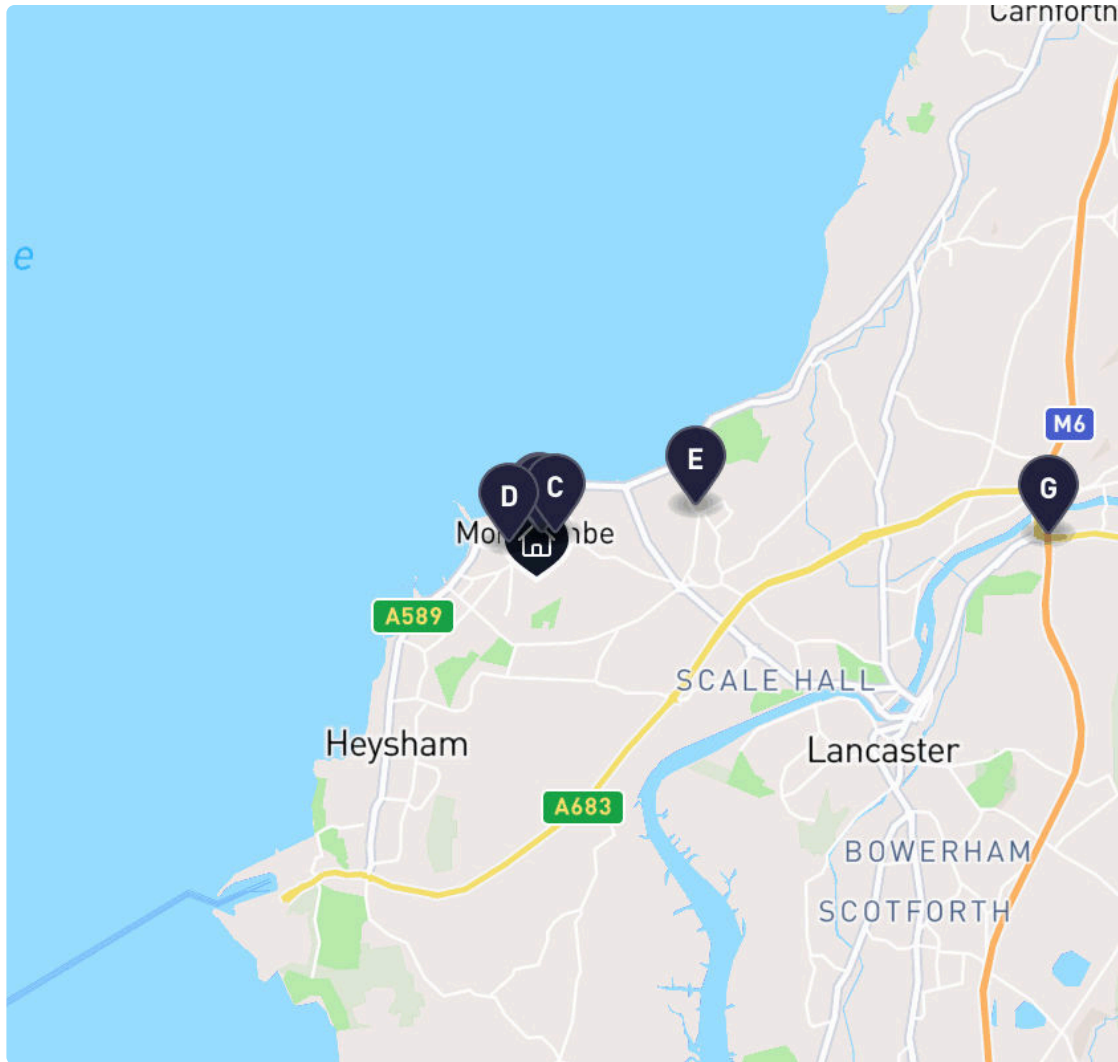 Carnforth
e
M6
E
G
C
D
A589
SCALE HALL
Heysham
Lancaster
A683
BOWERHAM
SCOTFORTH